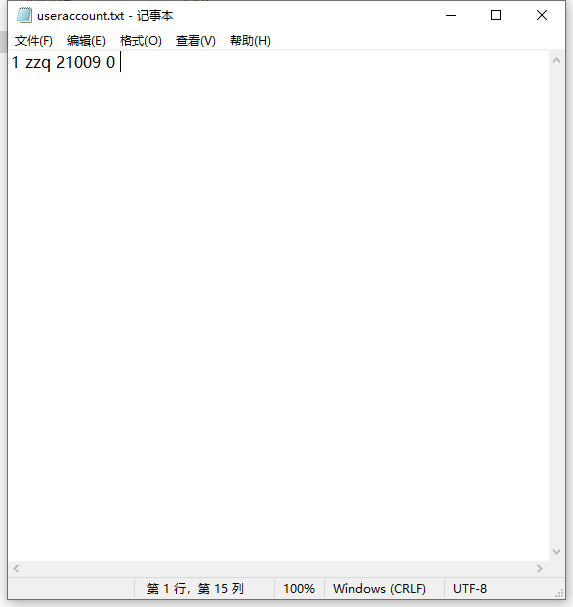 useraccount.txt - 记事本
文件(F) 编辑(E) 格式(O) 查看(V) 帮助(H)
1 zzq 21009 0
第 1 行，第 15 列 100% Windows (CRLF) UTF-8